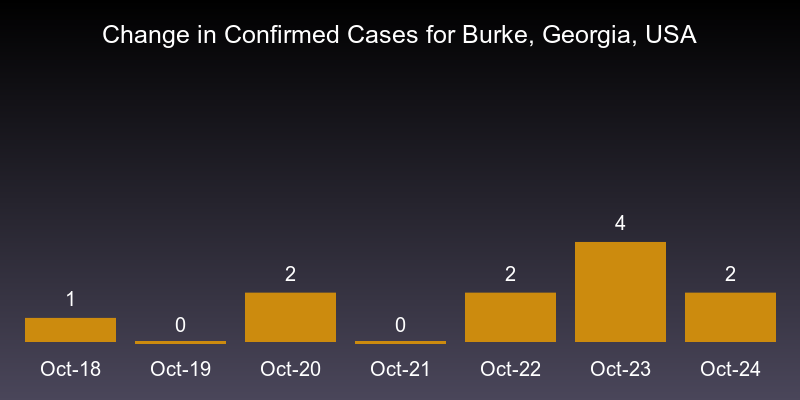 Change in Confirmed Cases for Burke, Georgia, USA
1
0
2
0
2
4
2
Oct-18
Oct-19
Oct-20
Oct-21
Oct-22
Oct-23
Oct-24